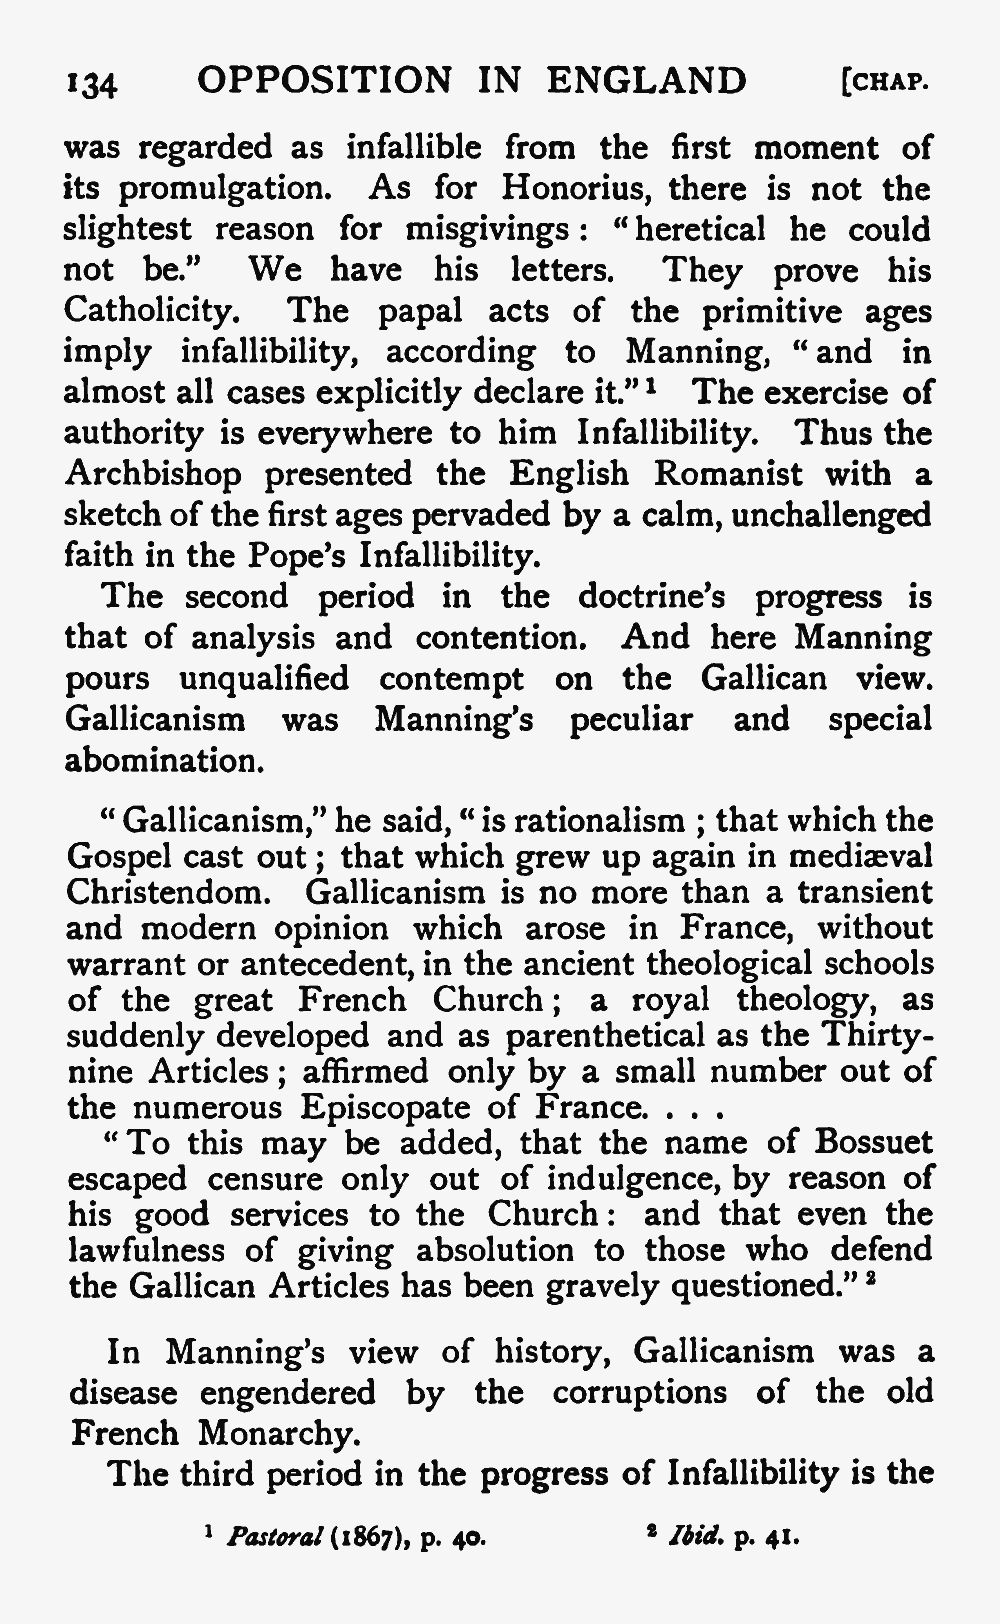 134 OPPOSITION IN ENGLAND [CHAP.
was regarded as infallible from the first moment of
its promulgation. As for Honorius, there is not the
slightest reason for misgivings : “heretical he could
not be.” We have his letters. They prove his
Catholicity. The papal acts of the primitive ages
imply infallibility, according to Manning, “and in
almost all cases explicitly declare it.”¹ The exercise of
authority is everywhere to him Infallibility. Thus the
Archbishop presented the English Romanist with a
sketch of the first ages pervaded by a calm, unchallenged
faith in the Pope’s Infallibility.
The second period in the doctrine’s progress is
that of analysis and contention. And here Manning
pours unqualified contempt on the Gallican view.
Gallicanism was Manning’s peculiar and special
abomination.
“Gallicanism,” he said, “is rationalism ; that which the
Gospel cast out ; that which grew up again in mediæval
Christendom. Gallicanism is no more than a transient
and modern opinion which arose in France, without
warrant or antecedent, in the ancient theological schools
of the great French Church ; a royal theology, as
suddenly developed and as parenthetical as the Thirty-
nine Articles ; affirmed only by a small number out of
the numerous Episcopate of France. . . .
“To this may be added, that the name of Bossuet
escaped censure only out of indulgence, by reason of
his good services to the Church : and that even the
lawfulness of giving absolution to those who defend
the Gallican Articles has been gravely questioned.”²
In Manning’s view of history, Gallicanism was a
disease engendered by the corruptions of the old
French Monarchy.
The third period in the progress of Infallibility is the
¹ Pastoral (1867), p. 40. ² Ibid. p. 41.